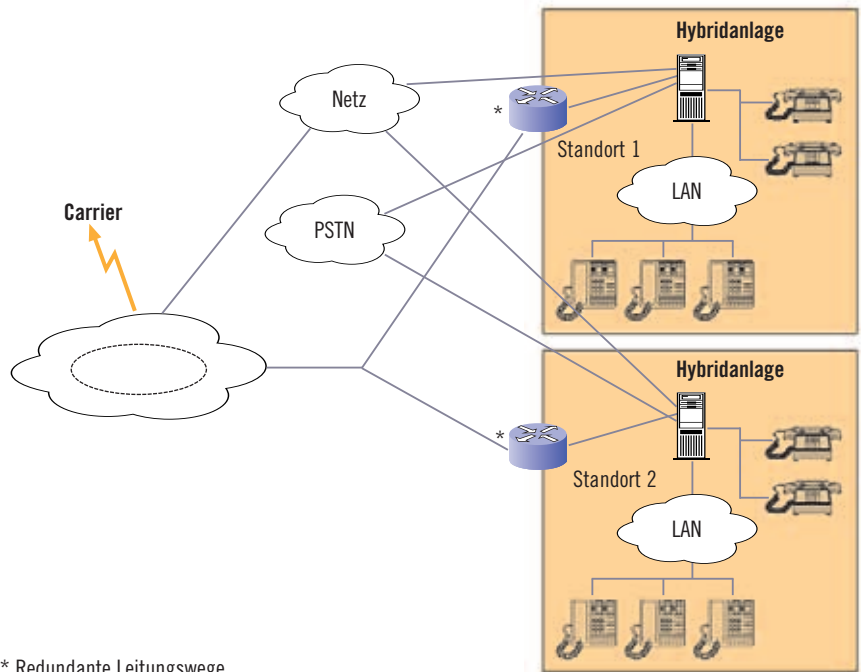 Hybridanlage
Netz
*
Standort 1
LAN
Carrier
PSTN
Hybridanlage
*
Standort 2
LAN
* Redundante Leitungswege